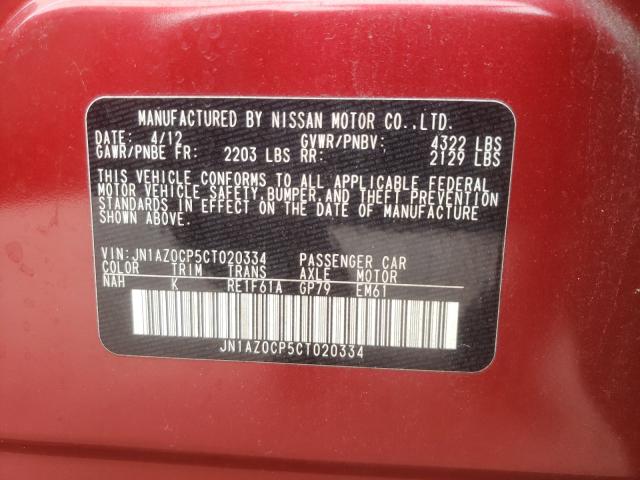 MANUFACTURED BY NISSAN MOTOR CO.,LTD.
DATE: 4/12 GVWR/PNBV: 4322 LBS
GAWR/PNBE FR: 2203 LBS RR: 2129 LBS
THIS VEHICLE CONFORMS TO ALL APPLICABLE FEDERAL
MOTOR VEHICLE SAFETY,BUMPER,AND THEFT PREVENTION
STANDARDS IN EFFECT ON THE DATE OF MANUFACTURE
SHOWN ABOVE.
VIN:JN1AZ0CP5CT020334 PASSENGER CAR
COLOR TRIM TRANS AXLE MOTOR
NAH K RE1F61A GP79 EM61
JN1AZ0CP5CT020334